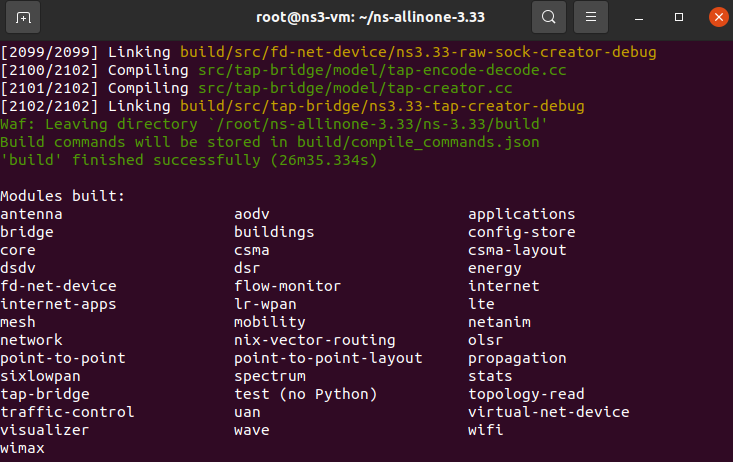 root@ns3-vm: ~/ns-allinone-3.33
[2099/2099] Linking build/src/fd-net-device/ns3.33-raw-sock-creator-debug
[2100/2102] Compiling src/tap-bridge/model/tap-encode-decode.cc
[2101/2102] Compiling src/tap-bridge/model/tap-creator.cc
[2102/2102] Linking build/src/tap-bridge/ns3.33-tap-creator-debug
Waf: Leaving directory `/root/ns-allinone-3.33/ns-3.33/build'
Build commands will be stored in build/compile_commands.json
'build' finished successfully (26m35.334s)
Modules built:
antenna aodv applications
bridge buildings config-store
core csma csma-layout
dsdv dsr energy
fd-net-device flow-monitor internet
internet-apps lr-wpan lte
mesh mobility netanim
network nix-vector-routing olsr
point-to-point point-to-point-layout propagation
sixlowpan spectrum stats
tap-bridge test (no Python) topology-read
traffic-control uan virtual-net-device
visualizer wave wifi
wimax